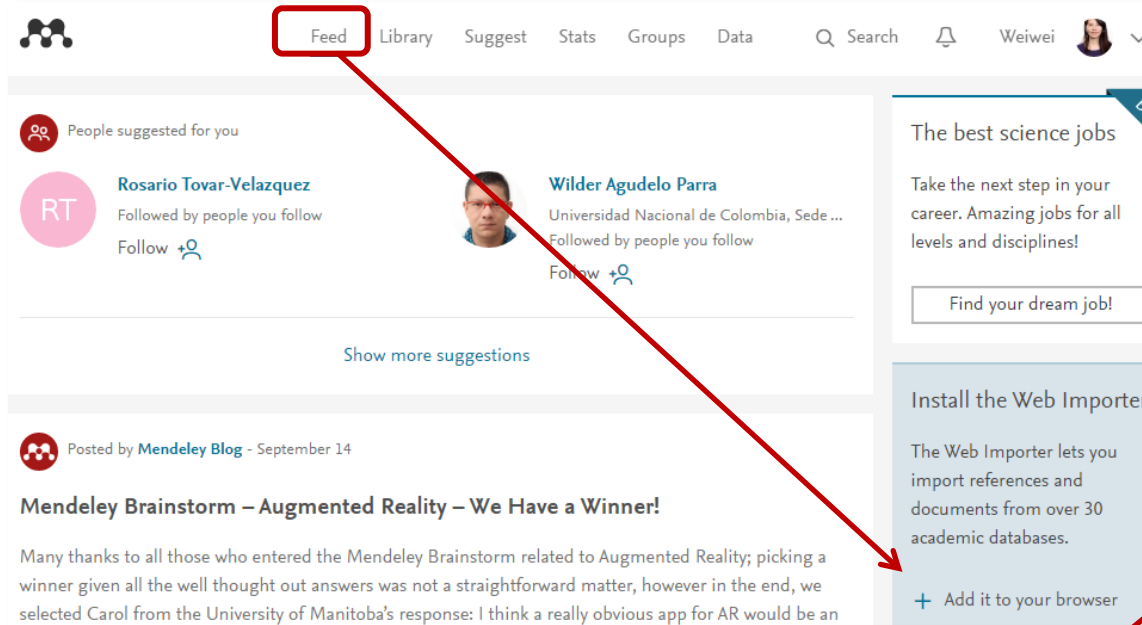 Feed Library Suggest Stats Groups Data Search Weiwei
People suggested for you
RT
Rosario Tovar-Velazquez
Followed by people you follow
Follow
Wilder Agudelo Parra
Universidad Nacional de Colombia, Sede ...
Followed by people you follow
Follow
Show more suggestions
Posted by Mendeley Blog - September 14
Mendeley Brainstorm – Augmented Reality – We Have a Winner!
Many thanks to all those who entered the Mendeley Brainstorm related to Augmented Reality; picking a
winner given all the well thought out answers was not a straightforward matter, however in the end, we
selected Carol from the University of Manitoba's response: I think a really obvious app for AR would be an
The best science jobs
Take the next step in your
career. Amazing jobs for all
levels and disciplines!
Find your dream job!
Install the Web Importer
The Web Importer lets you
import references and
documents from over 30
academic databases.
+ Add it to your browser